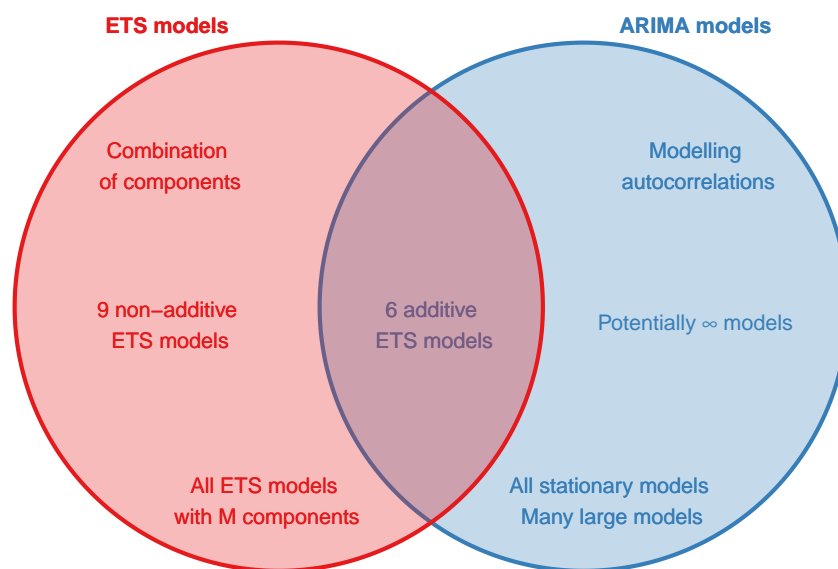 ETS models
ARIMA models
Combination
of components
Modelling
autocorrelations
9 non−additive
ETS models
6 additive
ETS models
Potentially ∞ models
All ETS models
with M components
All stationary models
Many large models